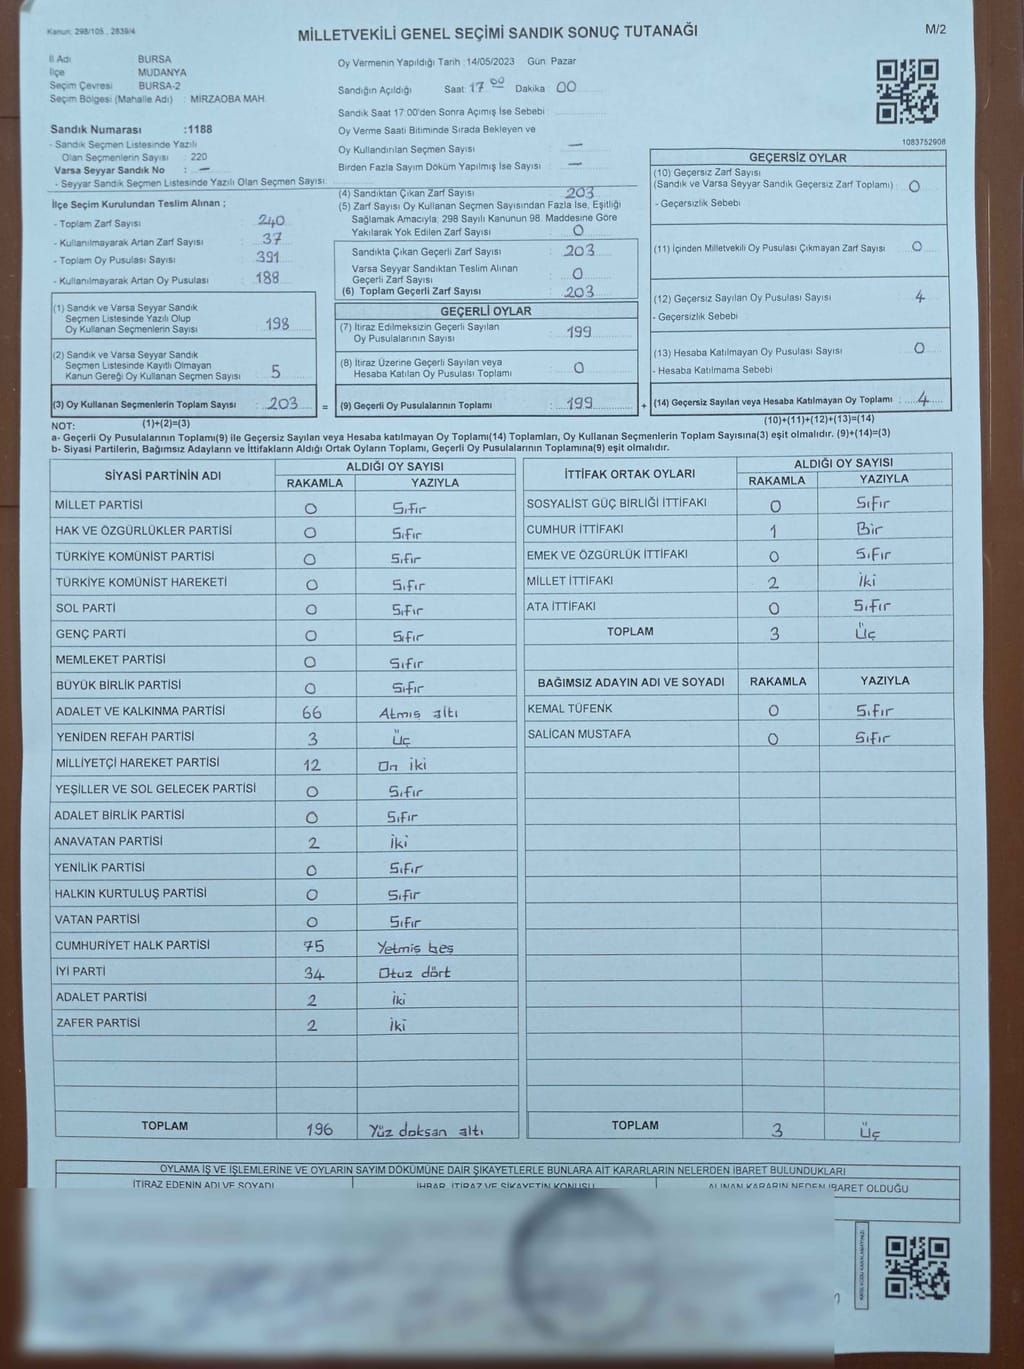 Kanun: 298/105, 2839/4
MİLLETVEKİLİ GENEL SEÇİMİ SANDIK SONUÇ TUTANAĞI
M/2
İl Adı BURSA
İlçe MUDANYA
Seçim Çevresi BURSA-2
Seçim Bölgesi (Mahalle Adı) : MİRZAOBA MAH.
Sandık Numarası :1188
- Sandık Seçmen Listesinde Yazılı
Olan Seçmenlerin Sayısı : 220
Varsa Seyyar Sandık No : —
- Seyyar Sandık Seçmen Listesinde Yazılı Olan Seçmen Sayısı:
İlçe Seçim Kurulundan Teslim Alınan ;
- Toplam Zarf Sayısı 240
- Kullanılmayarak Artan Zarf Sayısı 37
- Toplam Oy Pusulası Sayısı 391
- Kullanılmayarak Artan Oy Pusulası 188
(1) Sandık ve Varsa Seyyar Sandık
Seçmen Listesinde Yazılı Olup
Oy Kullanan Seçmenlerin Sayısı 198
(2) Sandık ve Varsa Seyyar Sandık
Seçmen Listesinde Kayıtlı Olmayan
Kanun Gereği Oy Kullanan Seçmen Sayısı 5
(3) Oy Kullanan Seçmenlerin Toplam Sayısı : 203 =
Oy Vermenin Yapıldığı Tarih :14/05/2023 Gün: Pazar
Sandığın Açıldığı Saat 17 00 Dakika 00
Sandık Saat 17:00'den Sonra Açımış İse Sebebi :
Oy Verme Saati Bitiminde Sırada Bekleyen ve
Oy Kullandırılan Seçmen Sayısı —
Birden Fazla Sayım Döküm Yapılmış İse Sayısı —
(4) Sandıktan Çıkan Zarf Sayısı 203
(5) Zarf Sayısı Oy Kullanan Seçmen Sayısından Fazla İse, Eşitliği
Sağlamak Amacıyla, 298 Sayılı Kanunun 98. Maddesine Göre
Yakılarak Yok Edilen Zarf Sayısı 0
Sandıkta Çıkan Geçerli Zarf Sayısı : 203
Varsa Seyyar Sandıktan Teslim Alınan
Geçerli Zarf Sayısı 0
(6) Toplam Geçerli Zarf Sayısı : 203
GEÇERLİ OYLAR
(7) İtiraz Edilmeksizin Geçerli Sayılan
Oy Pusulalarının Sayısı 199
(8) İtiraz Üzerine Geçerli Sayılan veya
Hesaba Katılan Oy Pusulası Toplamı 0
(9) Geçerli Oy Pusulalarının Toplamı : 199 +
1083752908
GEÇERSİZ OYLAR
(10) Geçersiz Zarf Sayısı
(Sandık ve Varsa Seyyar Sandık Geçersiz Zarf Toplamı) : 0
- Geçersizlik Sebebi
(11) İçinden Milletvekili Oy Pusulası Çıkmayan Zarf Sayısı 0
(12) Geçersiz Sayılan Oy Pusulası Sayısı 4
- Geçersizlik Sebebi
(13) Hesaba Katılmayan Oy Pusulası Sayısı 0
- Hesaba Katılmama Sebebi
(14) Geçersiz Sayılan veya Hesaba Katılmayan Oy Toplamı : 4
NOT: (1)+(2)=(3) (10)+(11)+(12)+(13)=(14)
a- Geçerli Oy Pusulalarının Toplamı(9) ile Geçersiz Sayılan veya Hesaba katılmayan Oy Toplamı(14) Toplamları, Oy Kullanan Seçmenlerin Toplam Sayısına(3) eşit olmalıdır. (9)+(14)=(3)
b- Siyasi Partilerin, Bağımsız Adayların ve İttifakların Aldığı Ortak Oyların Toplamı, Geçerli Oy Pusulalarının Toplamına(9) eşit olmalıdır.
SİYASİ PARTİNİN ADI ALDIĞI OY SAYISI
RAKAMLA YAZIYLA
MİLLET PARTİSİ 0 Sıfır
HAK VE ÖZGÜRLÜKLER PARTİSİ 0 Sıfır
TÜRKİYE KOMÜNİST PARTİSİ 0 Sıfır
TÜRKİYE KOMÜNİST HAREKETİ 0 Sıfır
SOL PARTİ 0 Sıfır
GENÇ PARTİ 0 Sıfır
MEMLEKET PARTİSİ 0 Sıfır
BÜYÜK BİRLİK PARTİSİ 0 Sıfır
ADALET VE KALKINMA PARTİSİ 66 Atmış altı
YENİDEN REFAH PARTİSİ 3 Üç
MİLLİYETÇİ HAREKET PARTİSİ 12 On iki
YEŞİLLER VE SOL GELECEK PARTİSİ 0 Sıfır
ADALET BİRLİK PARTİSİ 0 Sıfır
ANAVATAN PARTİSİ 2 iki
YENİLİK PARTİSİ 0 Sıfır
HALKIN KURTULUŞ PARTİSİ 0 Sıfır
VATAN PARTİSİ 0 Sıfır
CUMHURİYET HALK PARTİSİ 75 Yetmiş beş
İYİ PARTİ 34 Otuz dört
ADALET PARTİSİ 2 iki
ZAFER PARTİSİ 2 iki
TOPLAM 196 Yüz doksan altı
İTTİFAK ORTAK OYLARI ALDIĞI OY SAYISI
RAKAMLA YAZIYLA
SOSYALİST GÜÇ BİRLİĞİ İTTİFAKI 0 Sıfır
CUMHUR İTTİFAKI 1 Bir
EMEK VE ÖZGÜRLÜK İTTİFAKI 0 Sıfır
MİLLET İTTİFAKI 2 iki
ATA İTTİFAKI 0 Sıfır
TOPLAM 3 Üç
BAĞIMSIZ ADAYIN ADI VE SOYADI RAKAMLA YAZIYLA
KEMAL TÜFENK 0 Sıfır
SALİCAN MUSTAFA 0 Sıfır
TOPLAM 3 Üç
OYLAMA İŞ VE İŞLEMLERİNE VE OYLARIN SAYIM DÖKÜMÜNE DAİR ŞİKAYETLERLE BUNLARA AİT KARARLARIN NELERDEN İBARET BULUNDUKLARI
İTİRAZ EDENİN ADI VE SOYADI İHBAR, İTİRAZ VE ŞİKAYETİN KONUSU ALINAN KARARIN NEDEN İBARET OLDUĞU